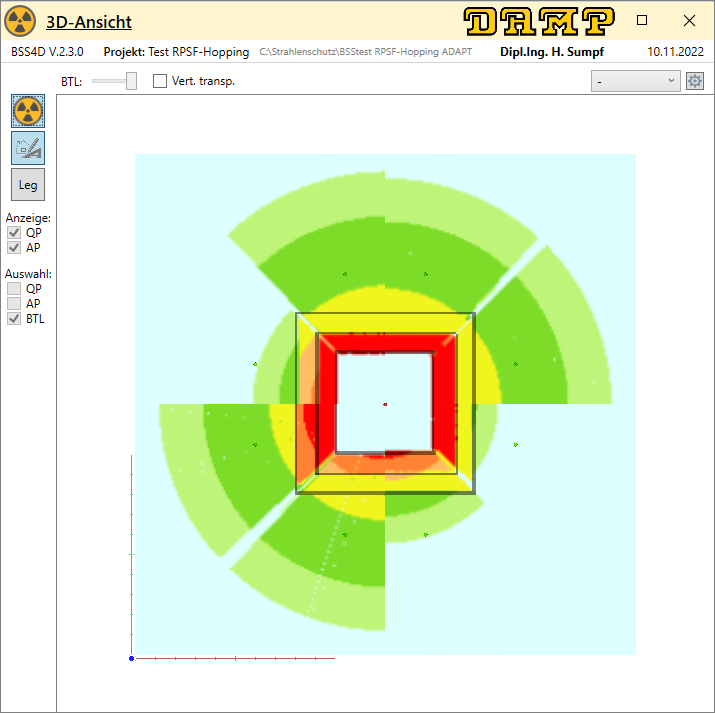 3D-Ansicht DAMP
BSS4D V.2.3.0 Projekt: Test RPSF-Hopping C:\Strahlenschutz\BSStest RPSF-Hopping ADAPT Dipl.Ing. H. Sumpf 10.11.2022
BTL: Vert. transp. -
Leg
Anzeige:
QP
AP
Auswahl:
QP
AP
BTL